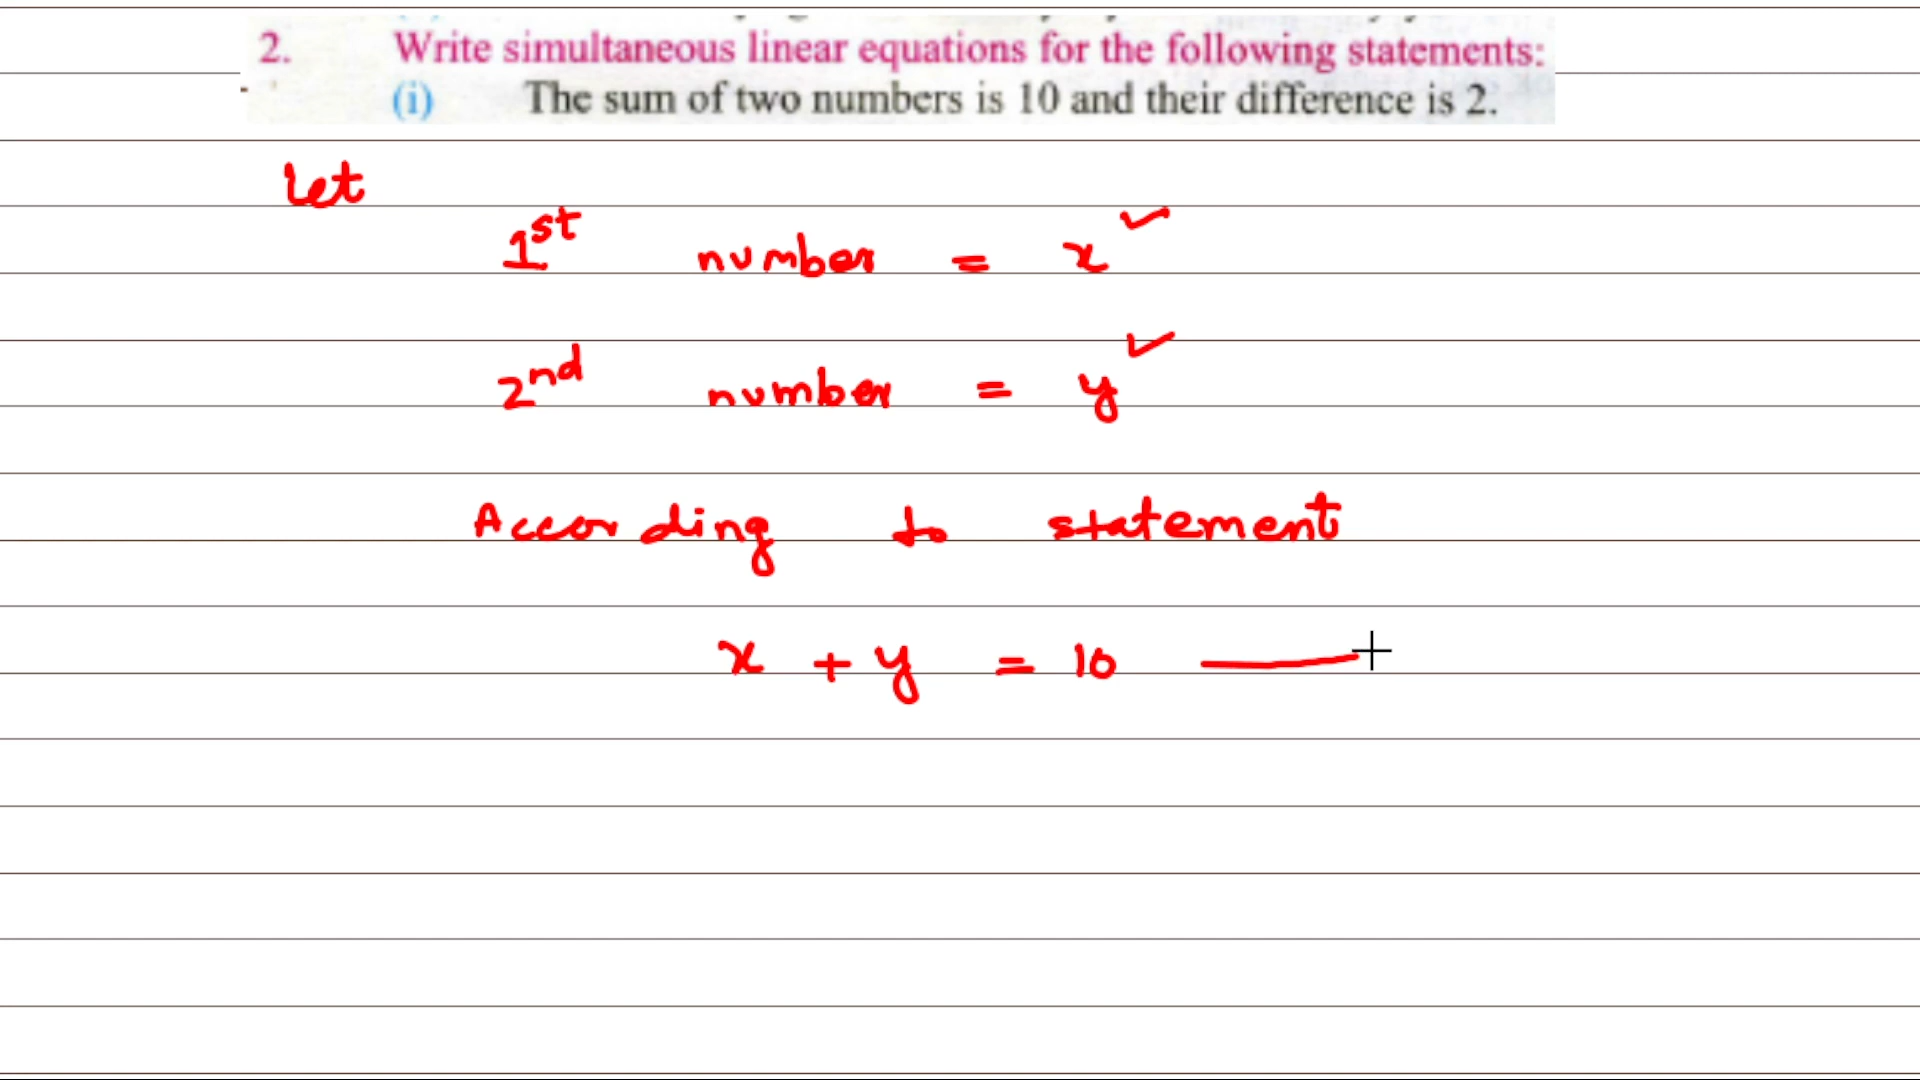 2. Write simultaneous linear equations for the following statements:
(i) The sum of two numbers is 10 and their difference is 2.
Let
1st number = x ✓
2nd number = y ✓
According to statement
x + y = 10 ———